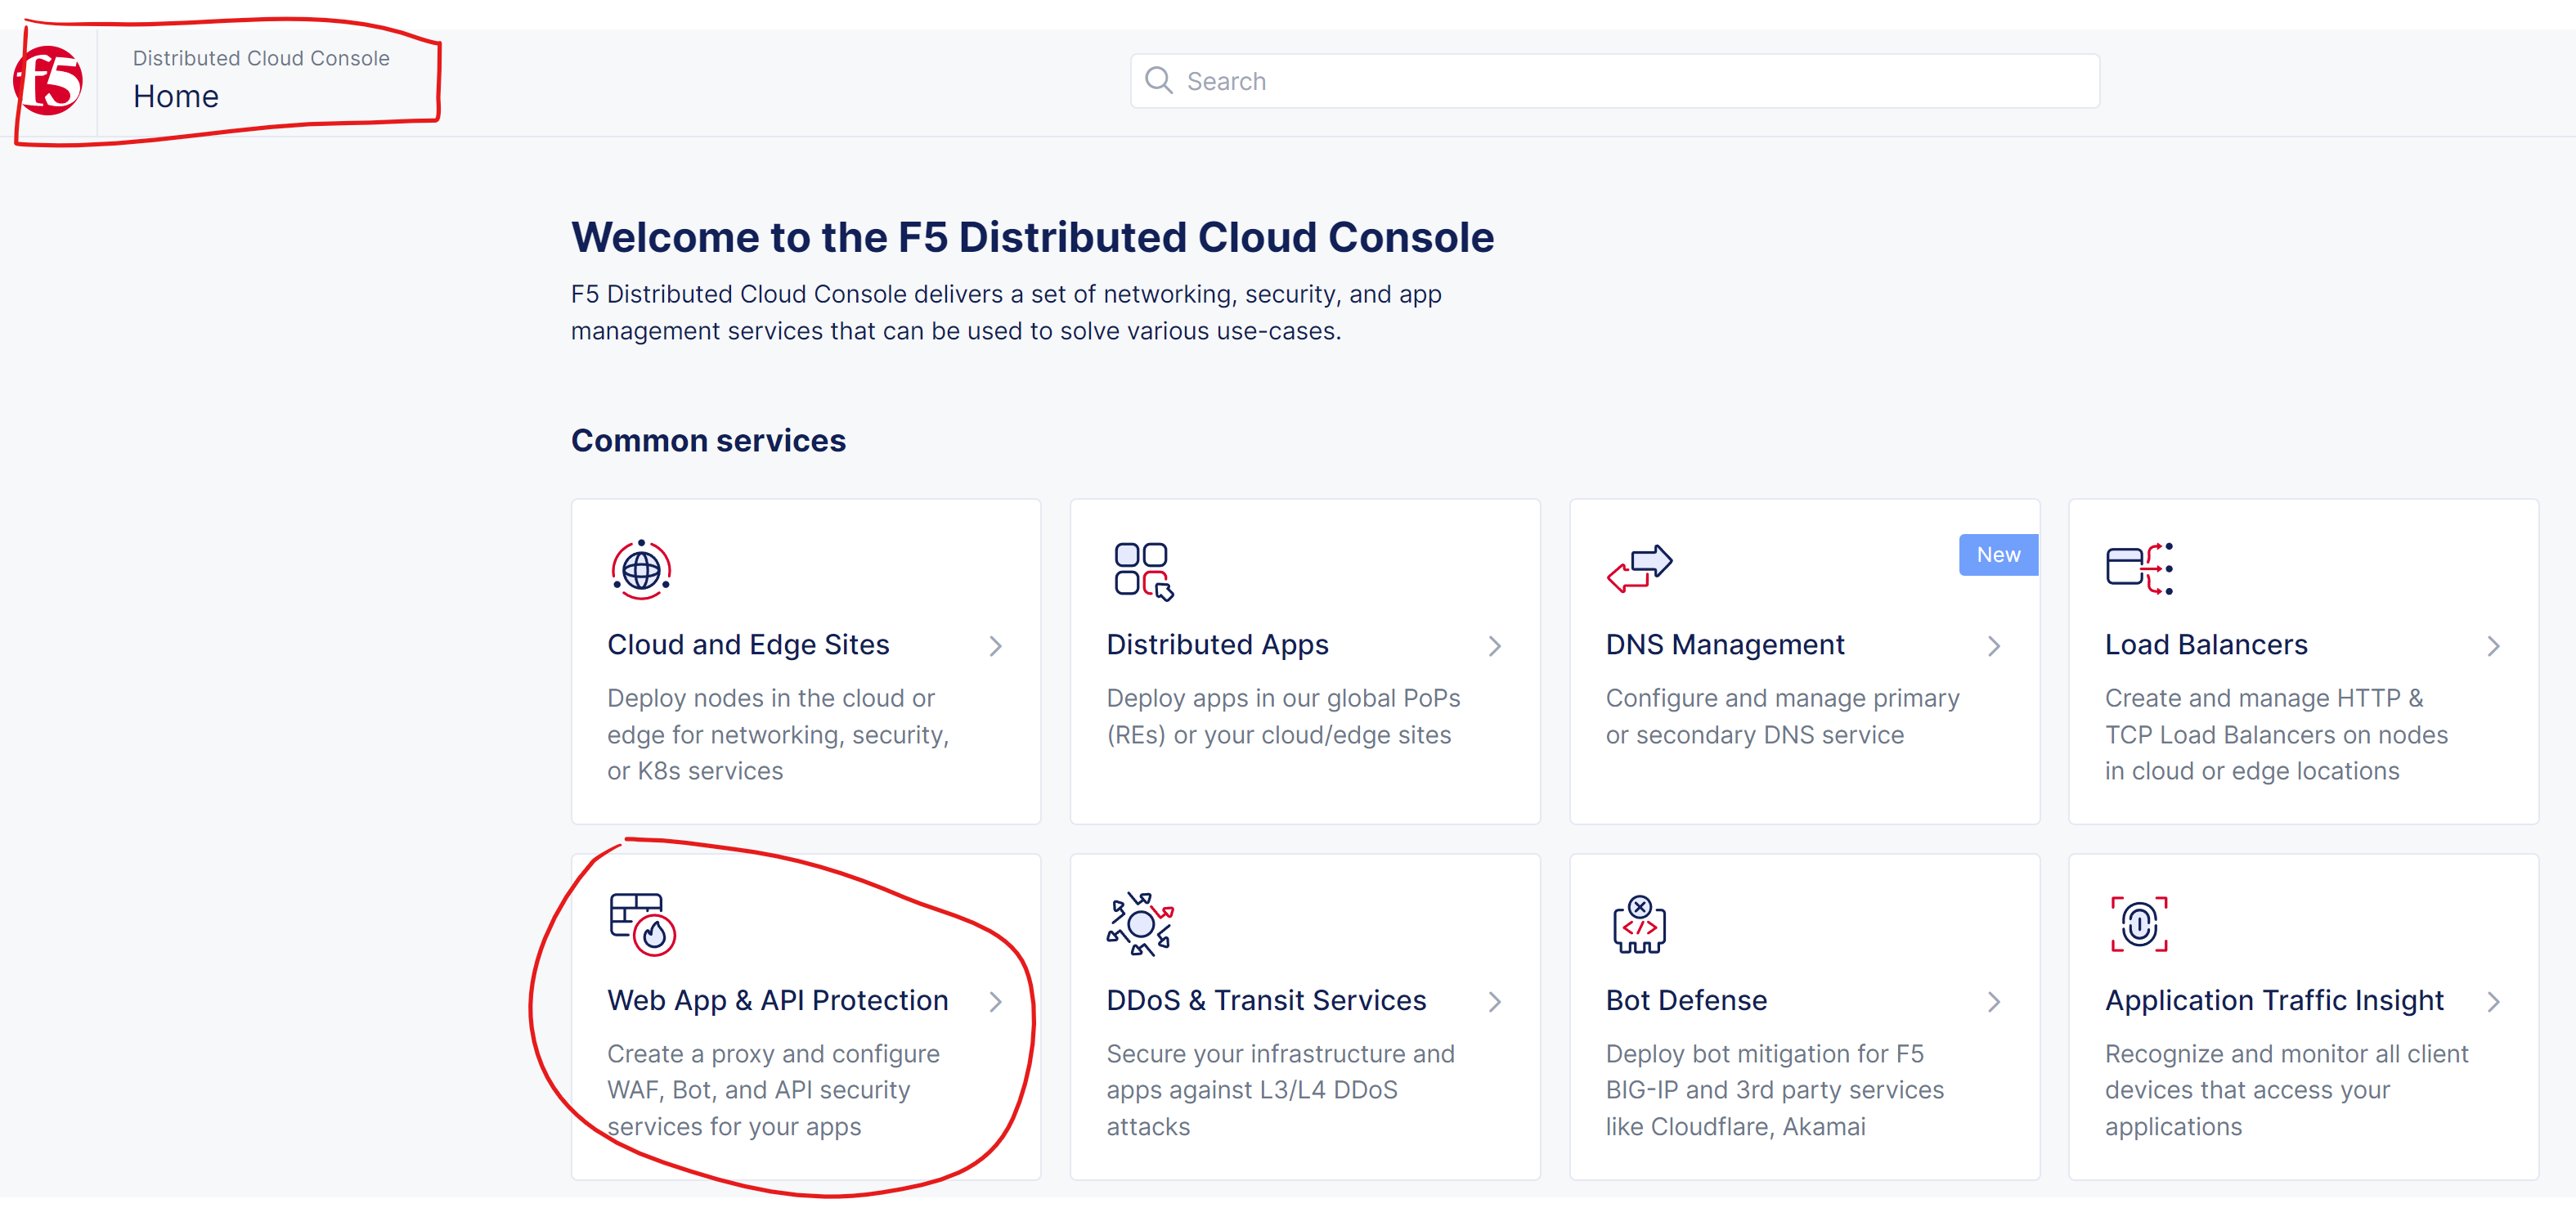 f5
Distributed Cloud Console
Home
Search
Welcome to the F5 Distributed Cloud Console
F5 Distributed Cloud Console delivers a set of networking, security, and app
management services that can be used to solve various use-cases.
Common services
Cloud and Edge Sites
Deploy nodes in the cloud or
edge for networking, security,
or K8s services
Distributed Apps
Deploy apps in our global PoPs
(REs) or your cloud/edge sites
New
DNS Management
Configure and manage primary
or secondary DNS service
Load Balancers
Create and manage HTTP &
TCP Load Balancers on nodes
in cloud or edge locations
Web App & API Protection
Create a proxy and configure
WAF, Bot, and API security
services for your apps
DDoS & Transit Services
Secure your infrastructure and
apps against L3/L4 DDoS
attacks
</>
Bot Defense
Deploy bot mitigation for F5
BIG-IP and 3rd party services
like Cloudflare, Akamai
Application Traffic Insight
Recognize and monitor all client
devices that access your
applications